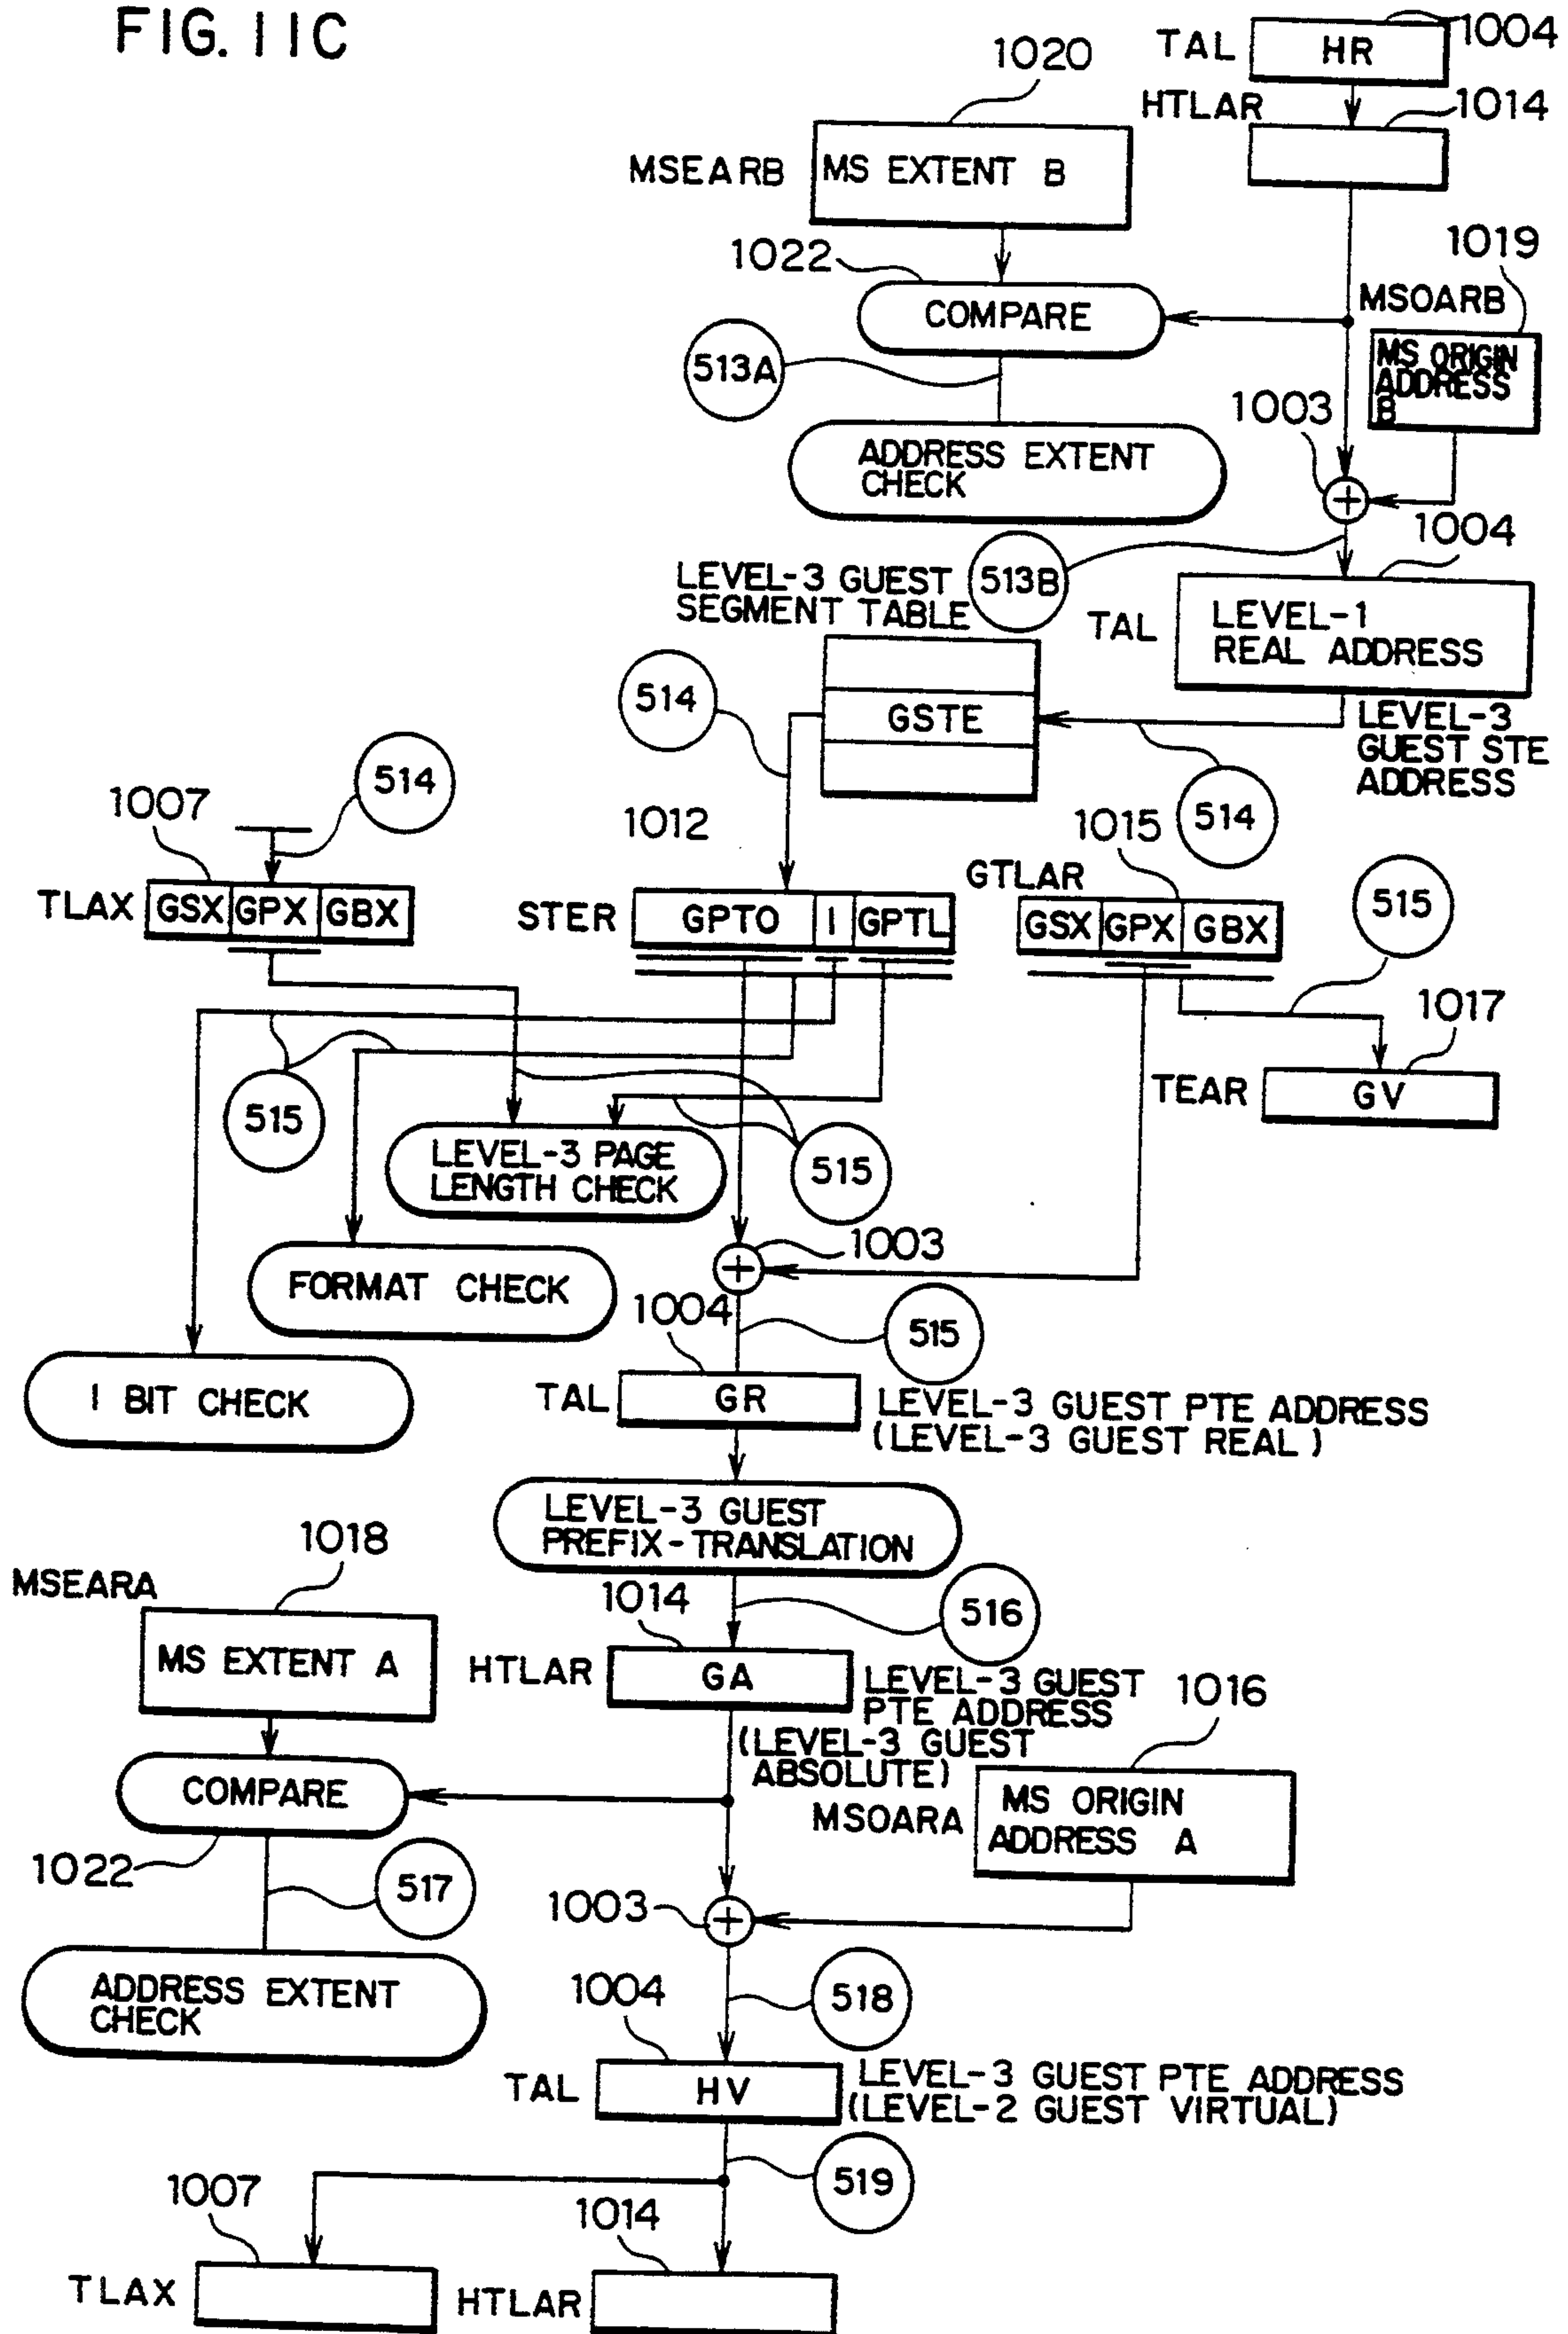 FIG. 11C
1020
TAL
HR
1004
HTLAR
1014
MSEARB
MS EXTENT B
1022
COMPARE
1019
MSOARB
MS ORIGIN
ADDRESS
B
513A
1003
ADDRESS EXTENT
CHECK
1004
513B
LEVEL-3 GUEST
SEGMENT TABLE
TAL
LEVEL-1
REAL ADDRESS
514
GSTE
LEVEL-3
GUEST STE
ADDRESS
514
514
1007
1012
1015
515
GTLAR
TLAX
GSX
GPX
GBX
STER
GPTO
I
GPTL
GSX
GPX
GBX
1017
TEAR
GV
515
LEVEL-3 PAGE
LENGTH CHECK
515
1003
FORMAT CHECK
1004
515
I BIT CHECK
TAL
GR
LEVEL-3 GUEST PTE ADDRESS
(LEVEL-3 GUEST REAL)
LEVEL-3 GUEST
PREFIX-TRANSLATION
1018
MSEARA
1014
516
MS EXTENT A
HTLAR
GA
LEVEL-3 GUEST
PTE ADDRESS
(LEVEL-3 GUEST
ABSOLUTE)
1016
COMPARE
MSOARA
MS ORIGIN
ADDRESS A
1022
517
1003
ADDRESS EXTENT
CHECK
1004
518
TAL
HV
LEVEL-3 GUEST PTE ADDRESS
(LEVEL-2 GUEST VIRTUAL)
519
1007
1014
TLAX
HTLAR